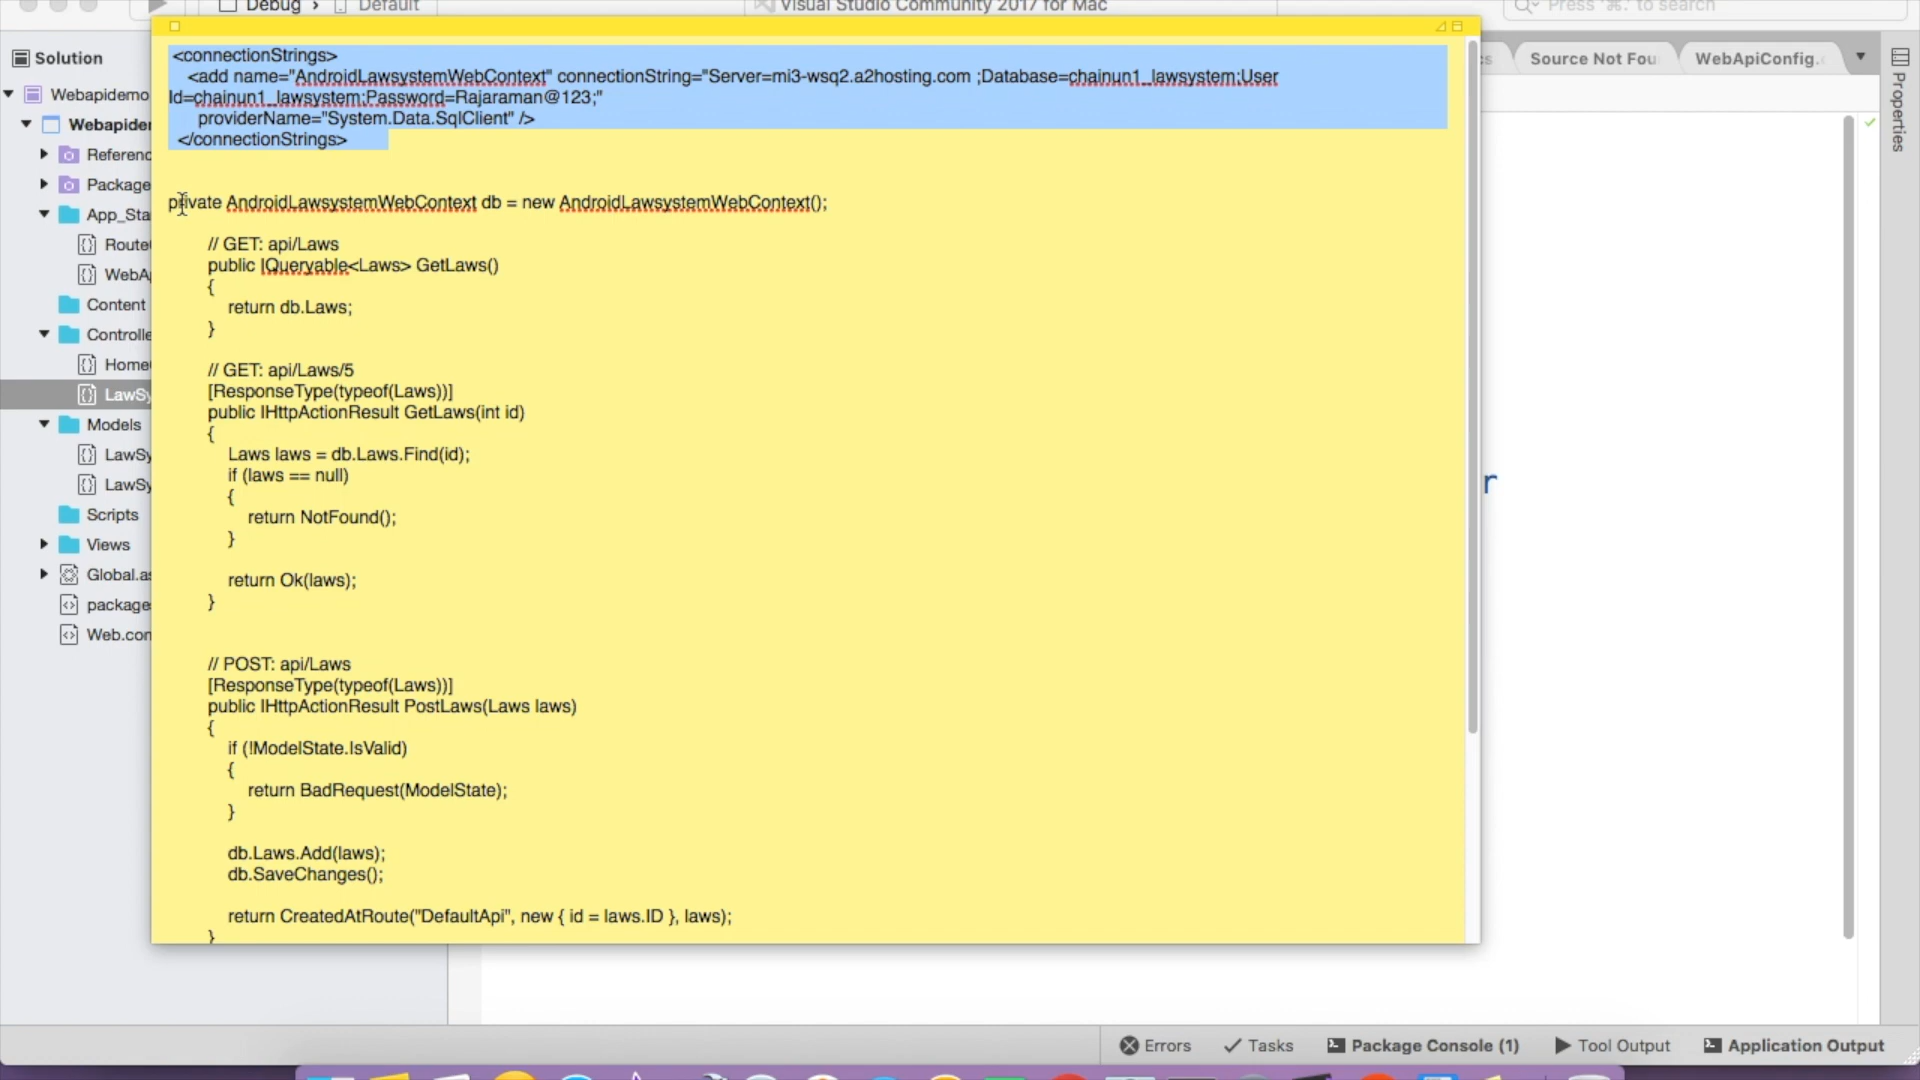 Debug › Default
Visual Studio Community 2017 for Mac
Press '⌘.' to search
Solution
Source Not Fou
WebApiConfig.
Properties
Webapidemo
Webapider
Referenc
Package
App_Sta
Route
WebA
Content
Controlle
Home
LawSy
Models
LawSy
LawSy
Scripts
Views
Global.as
package
Web.con
<connectionStrings>
<add name="AndroidLawsystemWebContext" connectionString="Server=mi3-wsq2.a2hosting.com ;Database=chainun1_lawsystem;User
Id=chainun1_lawsystem;Password=Rajaraman@123;"
providerName="System.Data.SqlClient" />
</connectionStrings>
private AndroidLawsystemWebContext db = new AndroidLawsystemWebContext();
// GET: api/Laws
public IQueryable<Laws> GetLaws()
{
return db.Laws;
}
// GET: api/Laws/5
[ResponseType(typeof(Laws))]
public IHttpActionResult GetLaws(int id)
{
Laws laws = db.Laws.Find(id);
if (laws == null)
{
return NotFound();
}
return Ok(laws);
}
// POST: api/Laws
[ResponseType(typeof(Laws))]
public IHttpActionResult PostLaws(Laws laws)
{
if (!ModelState.IsValid)
{
return BadRequest(ModelState);
}
db.Laws.Add(laws);
db.SaveChanges();
return CreatedAtRoute("DefaultApi", new { id = laws.ID }, laws);
}
r
Errors
Tasks
Package Console (1)
Tool Output
Application Output